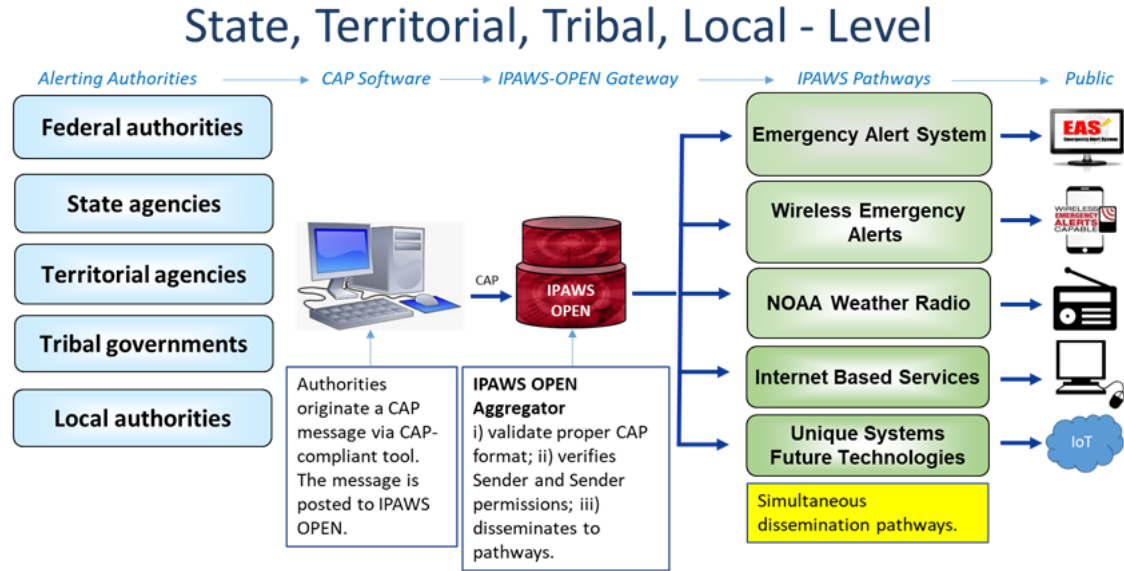 State, Territorial, Tribal, Local - Level
Alerting Authorities
CAP Software
IPAWS-OPEN Gateway
IPAWS Pathways
Public
Federal authorities
State agencies
Territorial agencies
Tribal governments
Local authorities
CAP
IPAWS
OPEN
Authorities
originate a CAP
message via CAP-
compliant tool.
The message is
posted to IPAWS
OPEN.
IPAWS OPEN
Aggregator
i) validate proper CAP
format; ii) verifies
Sender and Sender
permissions; iii)
disseminates to
pathways.
Emergency Alert System
Wireless Emergency
Alerts
NOAA Weather Radio
Internet Based Services
Unique Systems
Future Technologies
Simultaneous
dissemination pathways.
EAS
Emergency Alert System
WIRELESS
EMERGENCY
ALERTS
CAPABLE
IoT